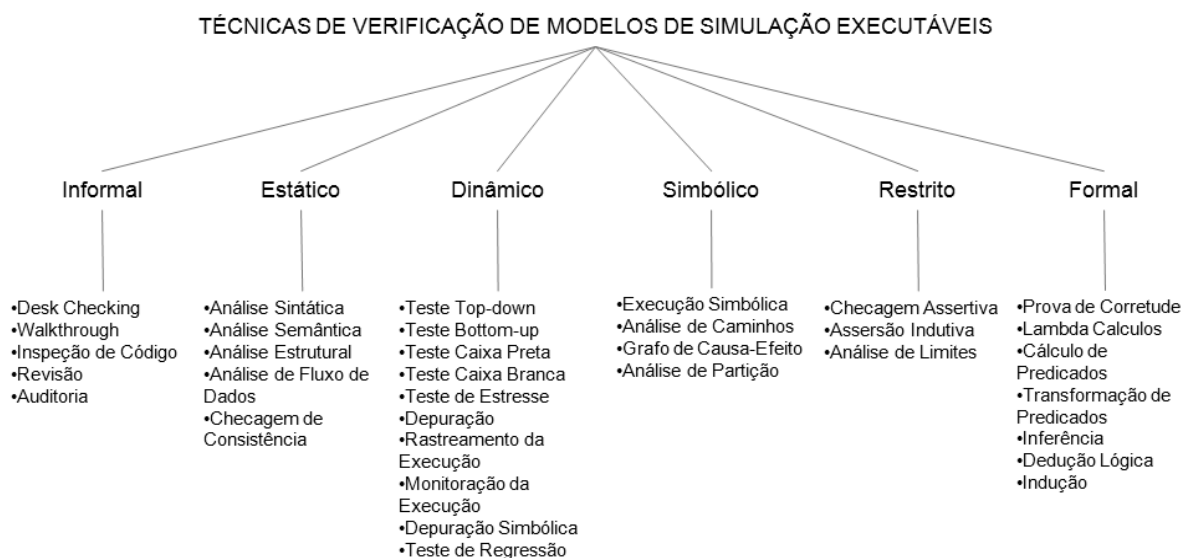 TÉCNICAS DE VERIFICAÇÃO DE MODELOS DE SIMULAÇÃO EXECUTÁVEIS
Informal
•Desk Checking
•Walkthrough
•Inspeção de Código
•Revisão
•Auditoria
Estático
•Análise Sintática
•Análise Semântica
•Análise Estrutural
•Análise de Fluxo de
Dados
•Checagem de
Consistência
Dinâmico
•Teste Top-down
•Teste Bottom-up
•Teste Caixa Preta
•Teste Caixa Branca
•Teste de Estresse
•Depuração
•Rastreamento da
Execução
•Monitoração da
Execução
•Depuração Simbólica
•Teste de Regressão
Simbólico
•Execução Simbólica
•Análise de Caminhos
•Grafo de Causa-Efeito
•Análise de Partição
Restrito
•Checagem Assertiva
•Assersão Indutiva
•Análise de Limites
Formal
•Prova de Corretude
•Lambda Calculos
•Cálculo de
Predicados
•Transformação de
Predicados
•Inferência
•Dedução Lógica
•Indução